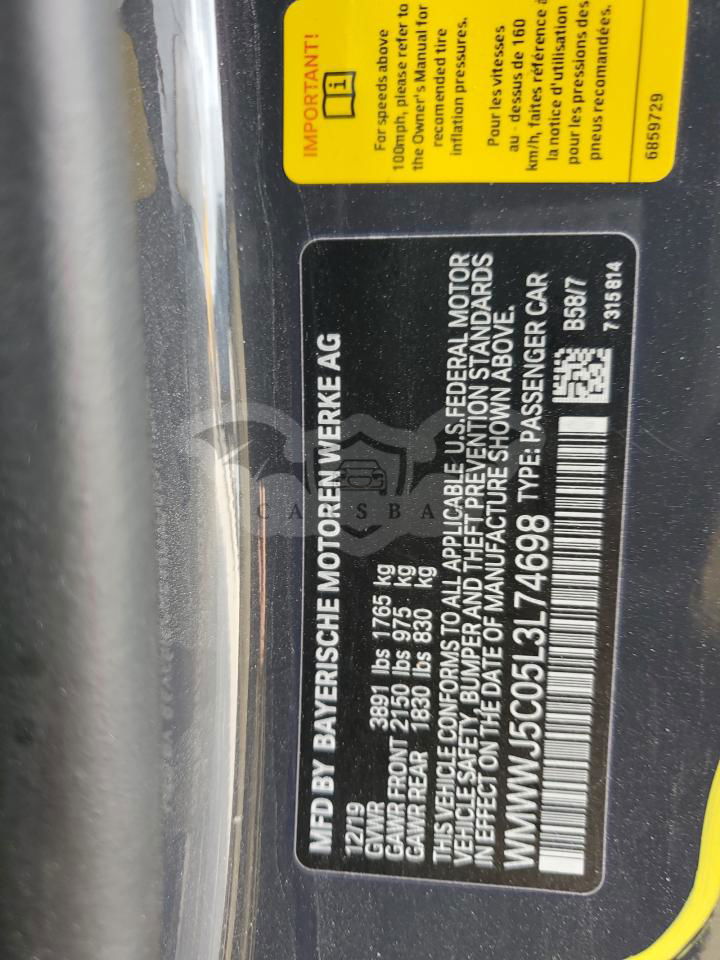 IMPORTANT!
For speeds above
100mph, please refer to
the Owner's Manual for
recomended tire
inflation pressures.
Pour les vitesses
au - dessus de 160
km/h, faites référence à
la notice d'utilisation
pour les pressions des
pneus recomandées.
6859729
MFD BY BAYERISCHE MOTOREN WERKE AG
12/19
GVWR 3891 lbs 1765 kg
GAWR FRONT 2150 lbs 975 kg
GAWR REAR 1830 lbs 830 kg
THIS VEHICLE CONFORMS TO ALL APPLICABLE U.S.FEDERAL MOTOR
VEHICLE SAFETY, BUMPER AND THEFT PREVENTION STANDARDS
IN EFFECT ON THE DATE OF MANUFACTURE SHOWN ABOVE.
WMWWJ5C05L3L74698 TYPE: PASSENGER CAR
B58/7
7315814